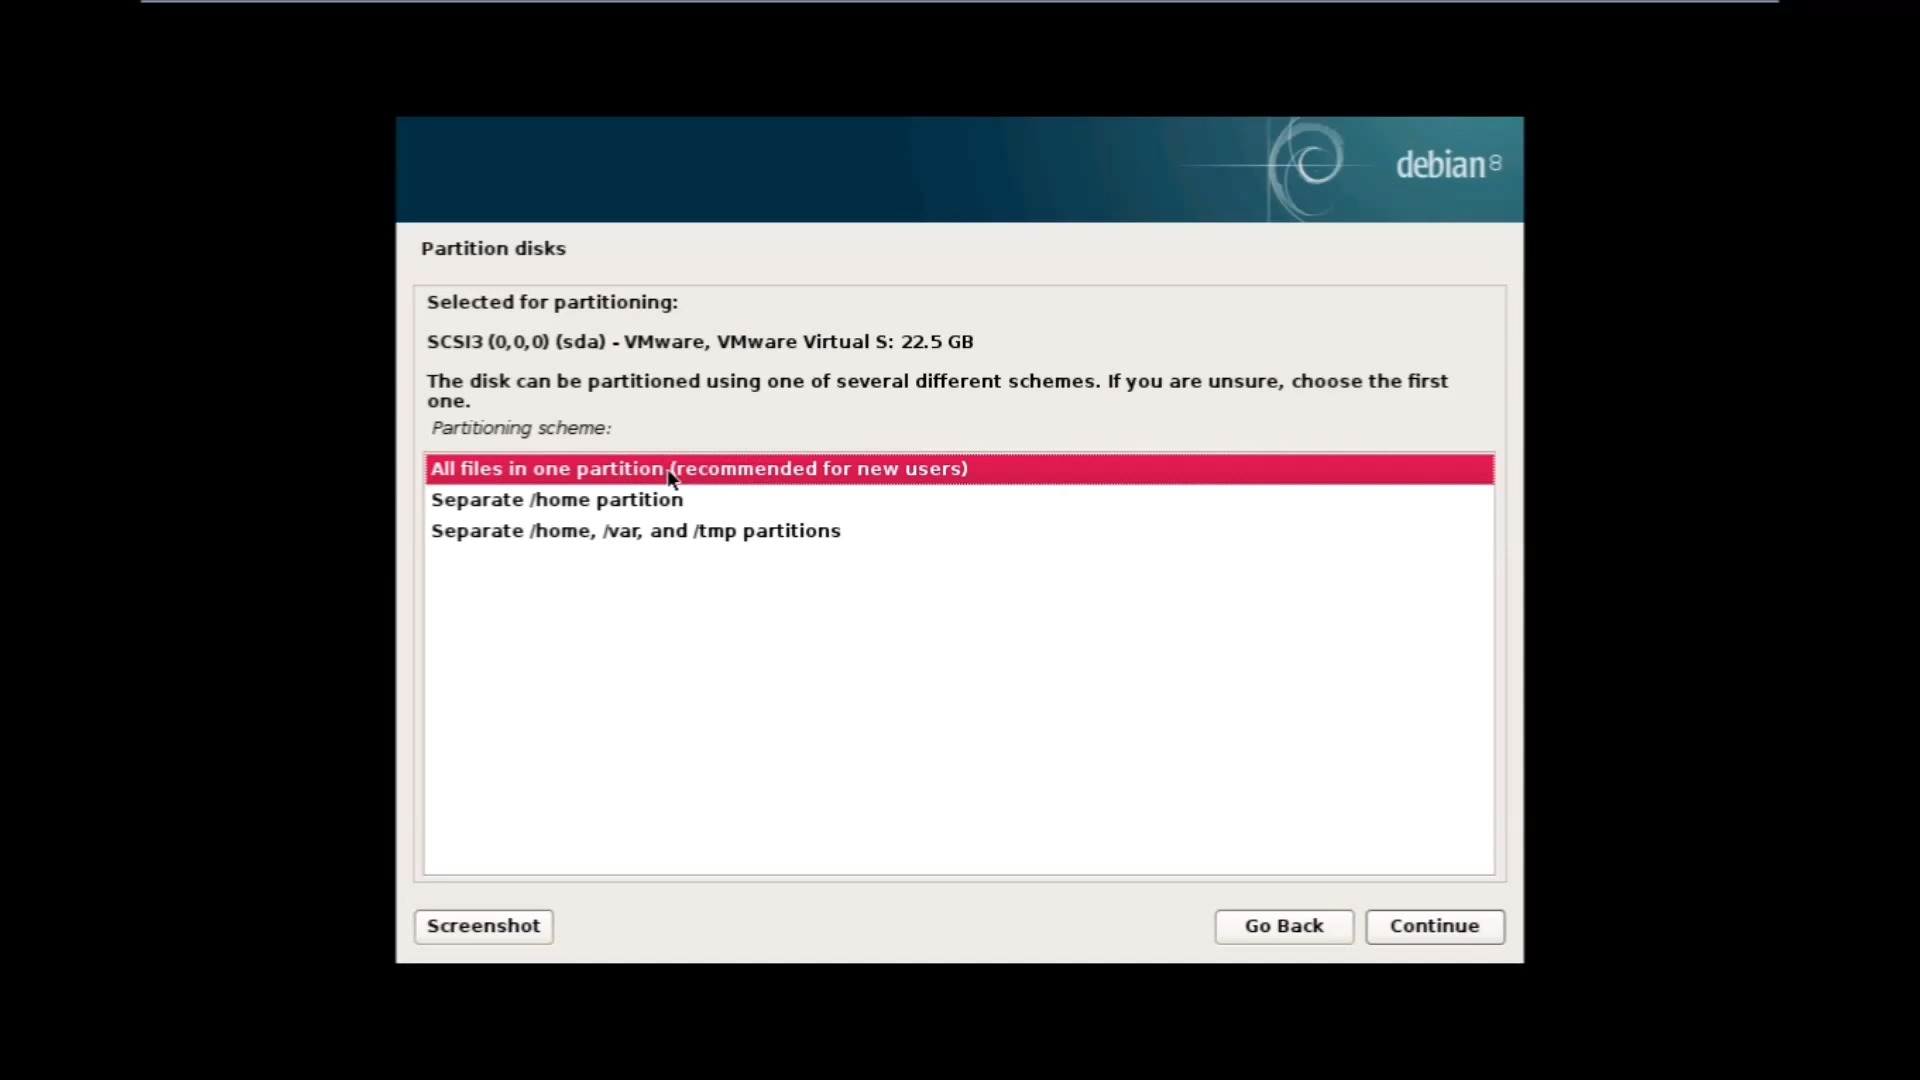 debian 8
Partition disks
Selected for partitioning:
SCSI3 (0,0,0) (sda) - VMware, VMware Virtual S: 22.5 GB
The disk can be partitioned using one of several different schemes. If you are unsure, choose the first
one.
Partitioning scheme:
All files in one partition (recommended for new users)
Separate /home partition
Separate /home, /var, and /tmp partitions
Screenshot
Go Back
Continue